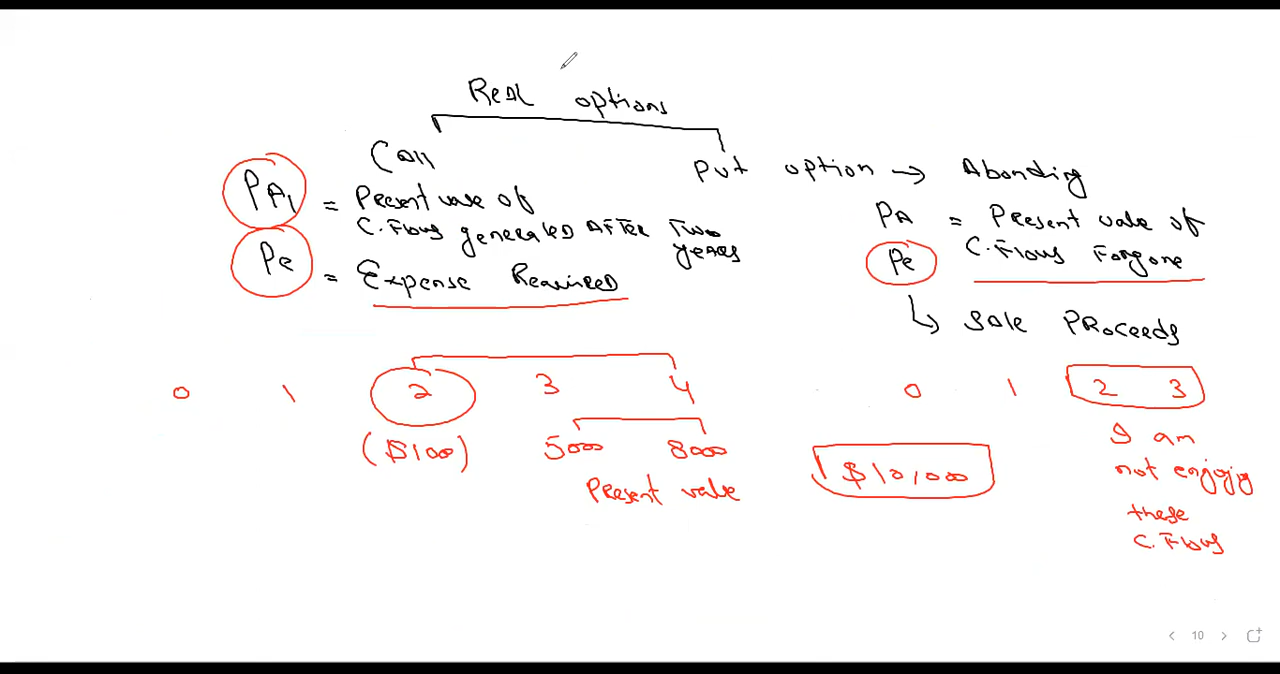 Real options
Call
PA1 = Present value of
C.Flows generated AFTER Two
years
Pe = Expense Required
Put option → Abonding
PA = Present value of
C.Flows Forgone
Pe
↳ Sale PRoceeds
0 1 2 3 4
($100) 5000 8000
Present value
0 1 2 3
$10,000
I am
not enjojg
these
C.Flows
10